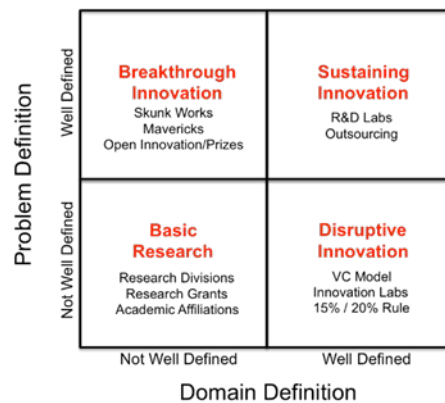 Problem Definition
Well Defined
Not Well Defined
Breakthrough
Innovation
Skunk Works
Mavericks
Open Innovation/Prizes
Sustaining
Innovation
R&D Labs
Outsourcing
Basic
Research
Research Divisions
Research Grants
Academic Affiliations
Disruptive
Innovation
VC Model
Innovation Labs
15% / 20% Rule
Not Well Defined
Well Defined
Domain Definition